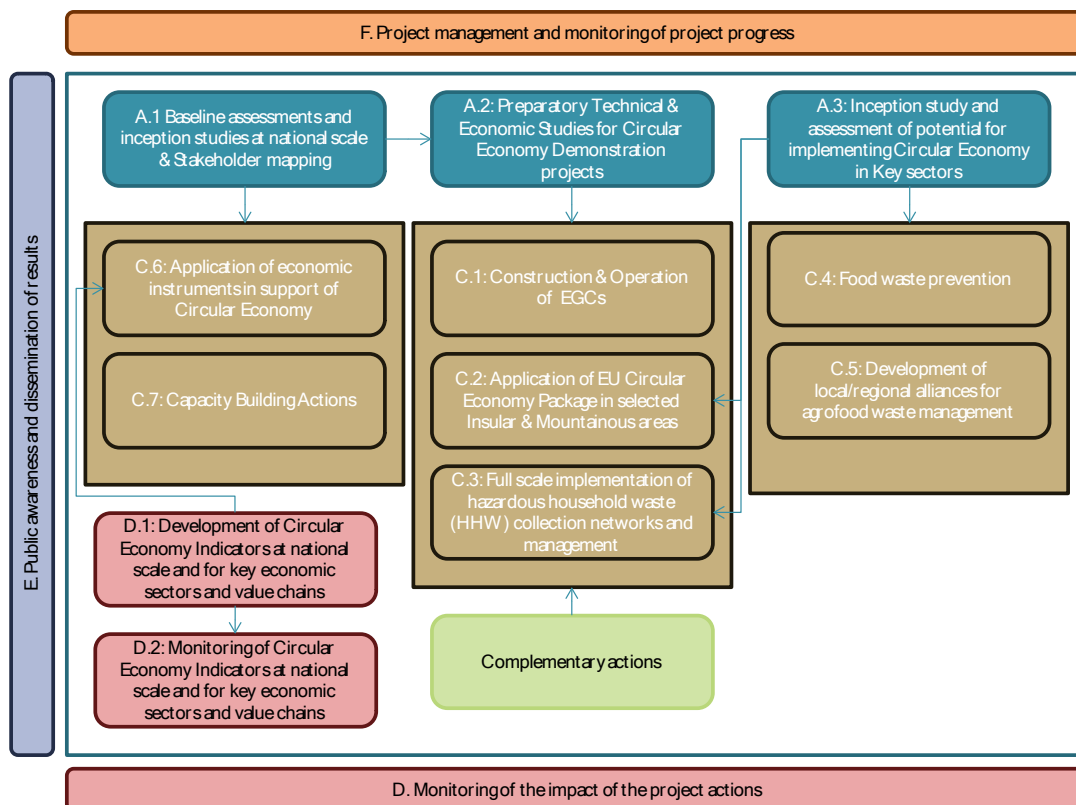 F. Project management and monitoring of project progress
E. Public awareness and dissemination of results
A.1 Baseline assessments and
inception studies at national scale
& Stakeholder mapping
A.2: Preparatory Technical &
Economic Studies for Circular
Economy Demonstration
projects
A.3: Inception study and
assessment of potential for
implementing Circular Economy
in Key sectors
C.6: Application of economic
instruments in support of
Circular Economy
C.7: Capacity Building Actions
C.1: Construction & Operation
of EGCs
C.2: Application of EU Circular
Economy Package in selected
Insular & Mountainous areas
C.3: Full scale implementation of
hazardous household waste
(HHW) collection networks and
management
C.4: Food waste prevention
C.5: Development of
local/regional alliances for
agrofood waste management
D.1: Development of Circular
Economy Indicators at national
scale and for key economic
sectors and value chains
D.2: Monitoring of Circular
Economy Indicators at national
scale and for key economic
sectors and value chains
Complementary actions
D. Monitoring of the impact of the project actions